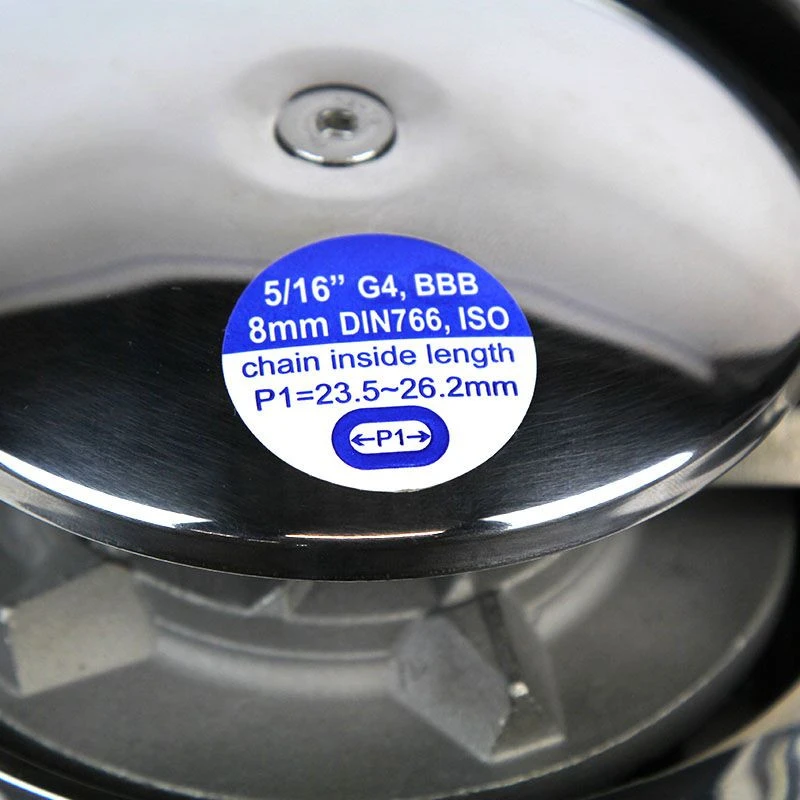 5/16” G4, BBB
8mm DIN766, ISO
chain inside length
P1=23.5~26.2mm
←P1→